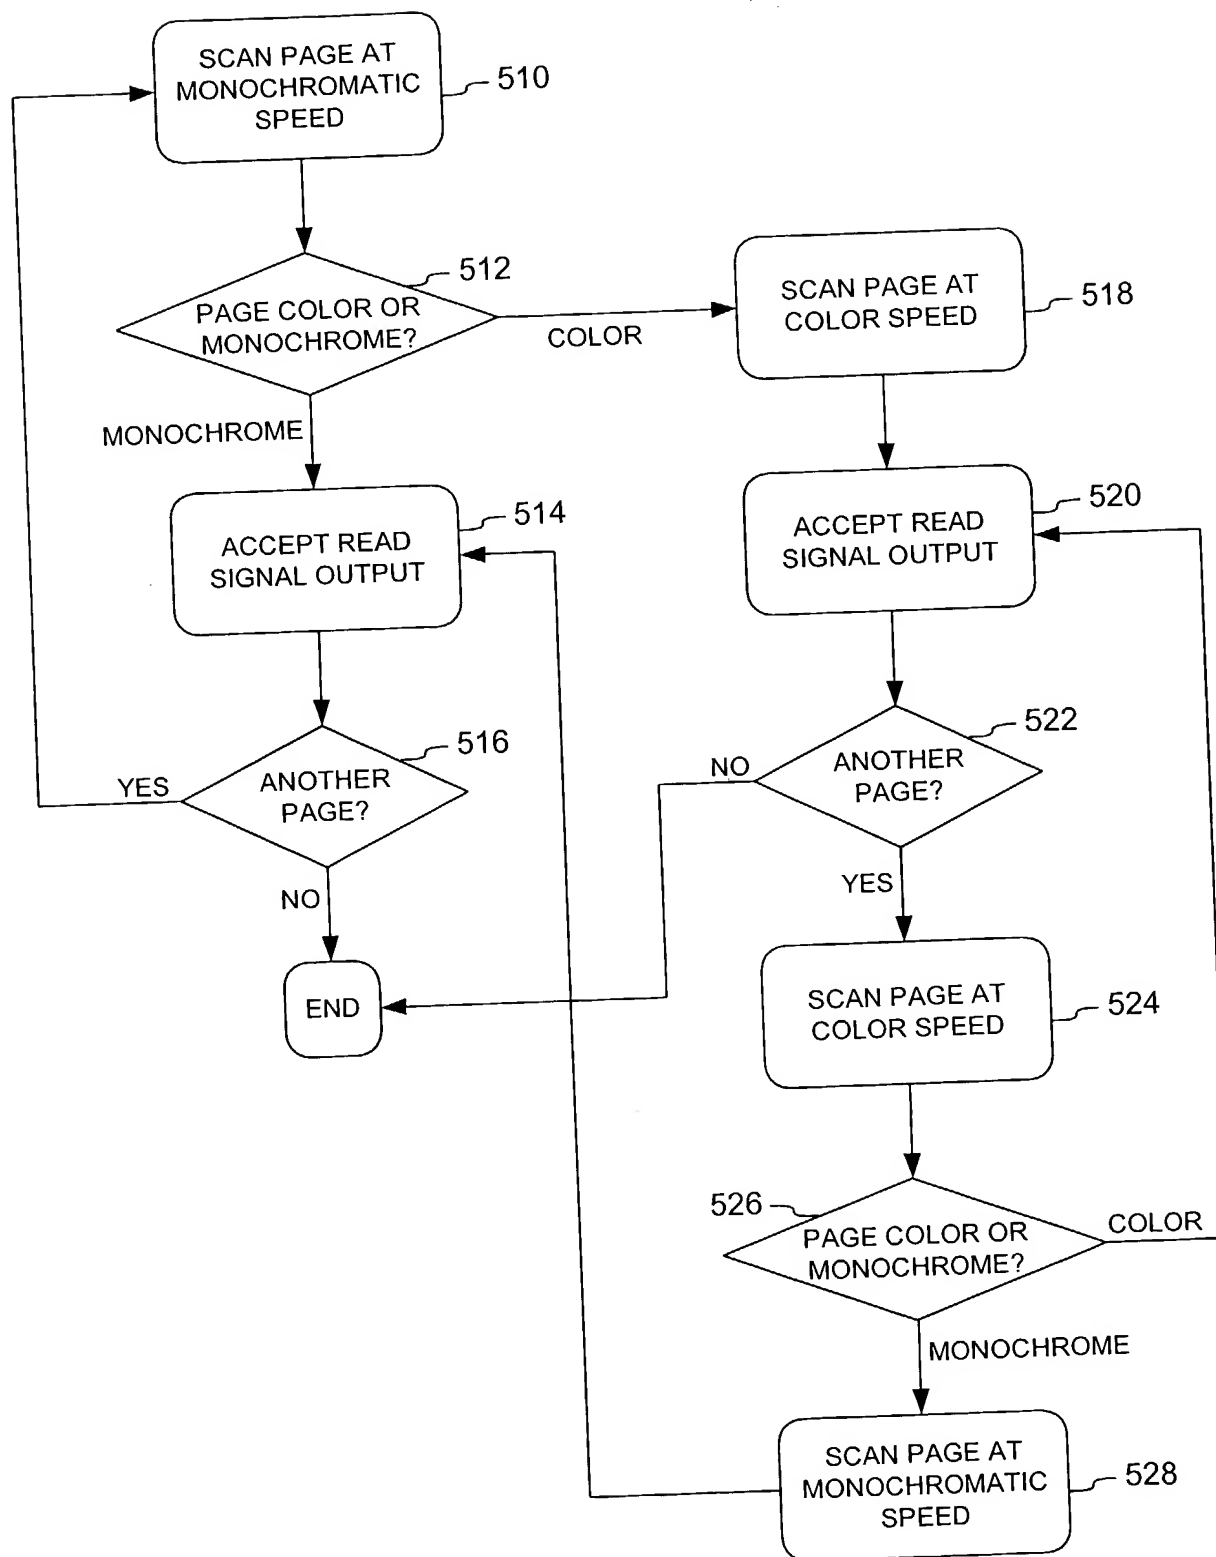 SCAN PAGE AT
MONOCHROMATIC
SPEED
510
PAGE COLOR OR
MONOCHROME?
512
COLOR
MONOCHROME
SCAN PAGE AT
COLOR SPEED
518
ACCEPT READ
SIGNAL OUTPUT
514
ACCEPT READ
SIGNAL OUTPUT
520
ANOTHER
PAGE?
516
YES
NO
END
ANOTHER
PAGE?
522
NO
YES
SCAN PAGE AT
COLOR SPEED
524
PAGE COLOR OR
MONOCHROME?
526
COLOR
MONOCHROME
SCAN PAGE AT
MONOCHROMATIC
SPEED
528